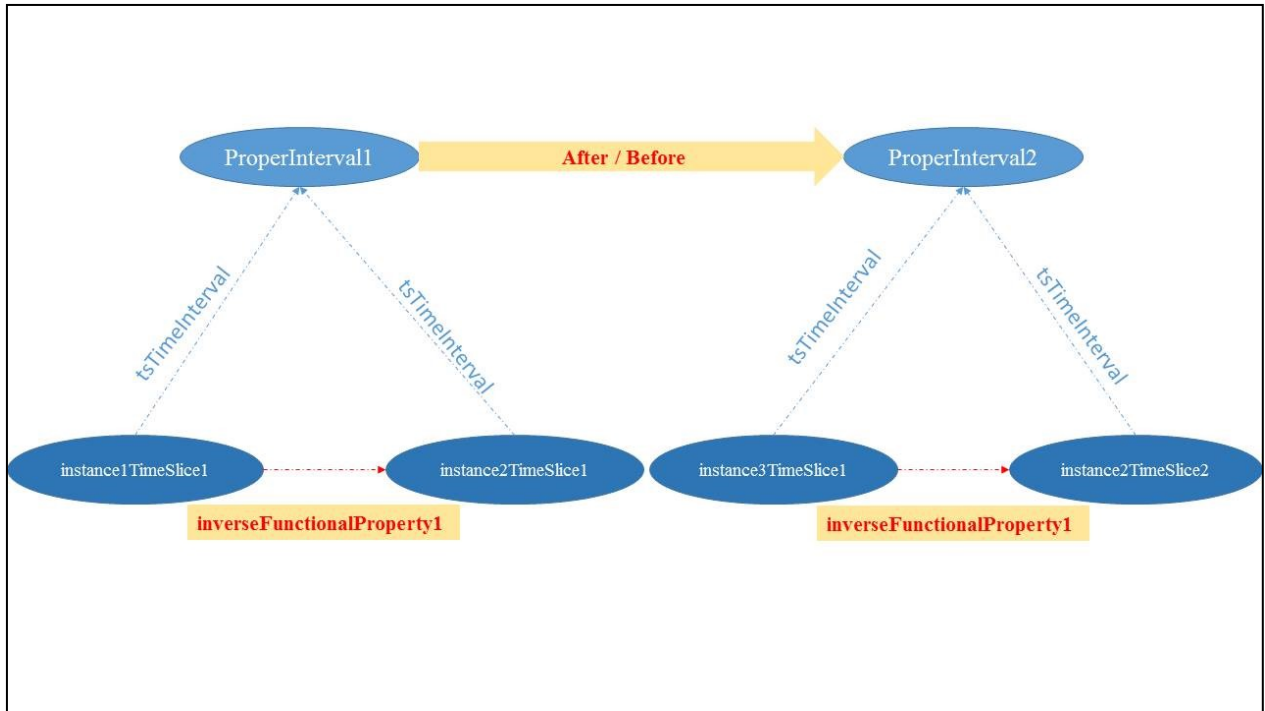 ProperInterval1
After / Before
ProperInterval2
tsTimeInterval
tsTimeInterval
tsTimeInterval
tsTimeInterval
instance1TimeSlice1
instance2TimeSlice1
instance3TimeSlice1
instance2TimeSlice2
inverseFunctionalProperty1
inverseFunctionalProperty1